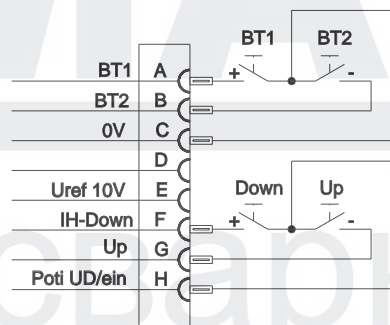 BT1 BT2
BT1 A + -
BT2 B
0V C
D
Uref 10V E Down Up
IH-Down F + -
Up G
Poti UD/ein H